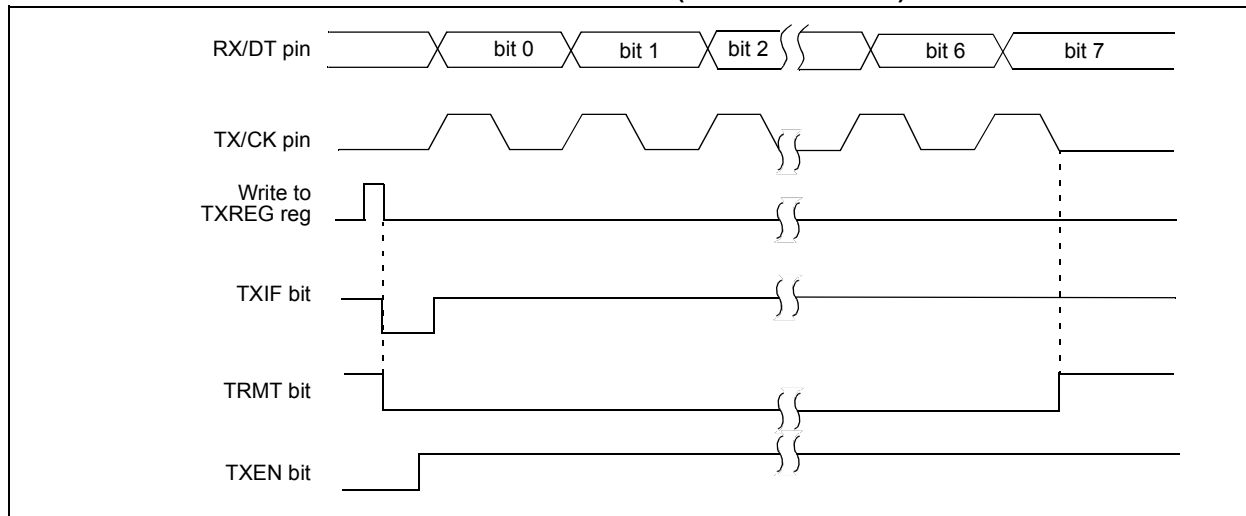 RX/DT pin
bit 0 bit 1 bit 2 bit 6 bit 7
TX/CK pin
Write to
TXREG reg
TXIF bit
TRMT bit
TXEN bit